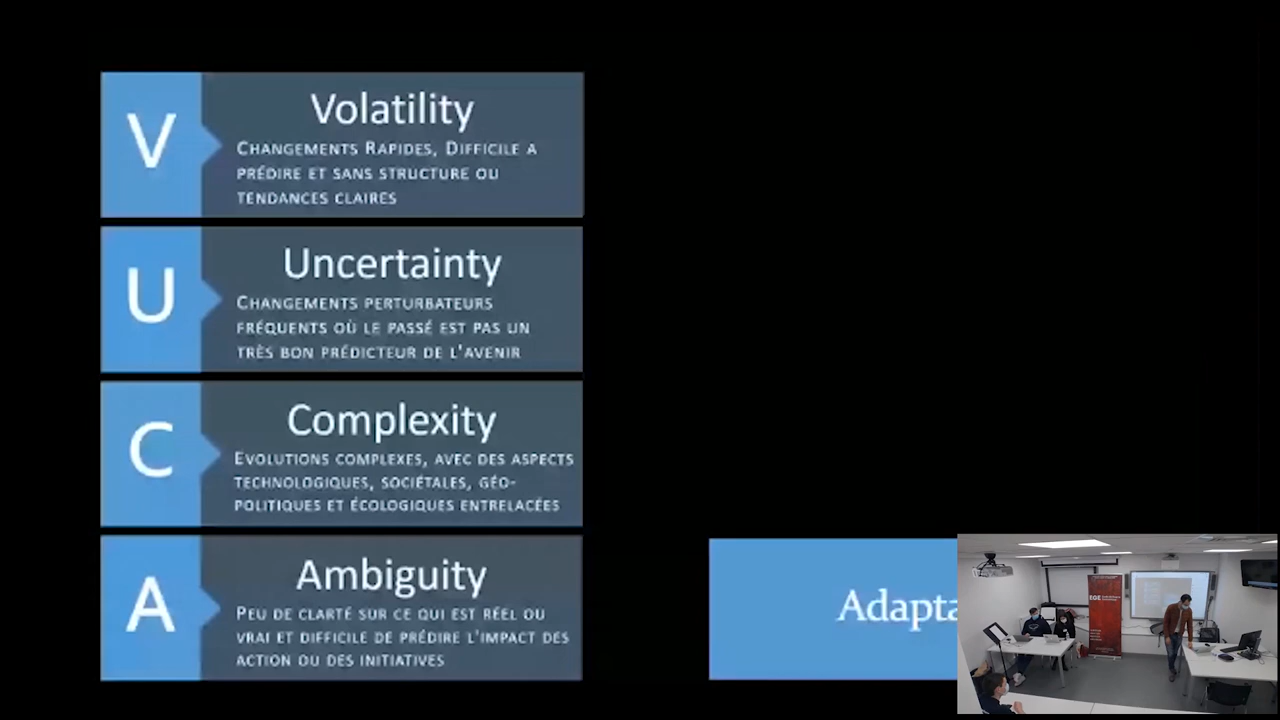 V
Volatility
Changements Rapides, Difficile a
prédire et sans structure ou
tendances claires
U
Uncertainty
Changements perturbateurs
fréquents où le passé est pas un
très bon prédicteur de l'avenir
C
Complexity
Evolutions complexes, avec des aspects
technologiques, sociétales, géo-
politiques et écologiques entrelacées
A
Ambiguity
Peu de clarté sur ce qui est réel ou
vrai et difficile de prédire l'impact des
action ou des initiatives
Adapta
EGE